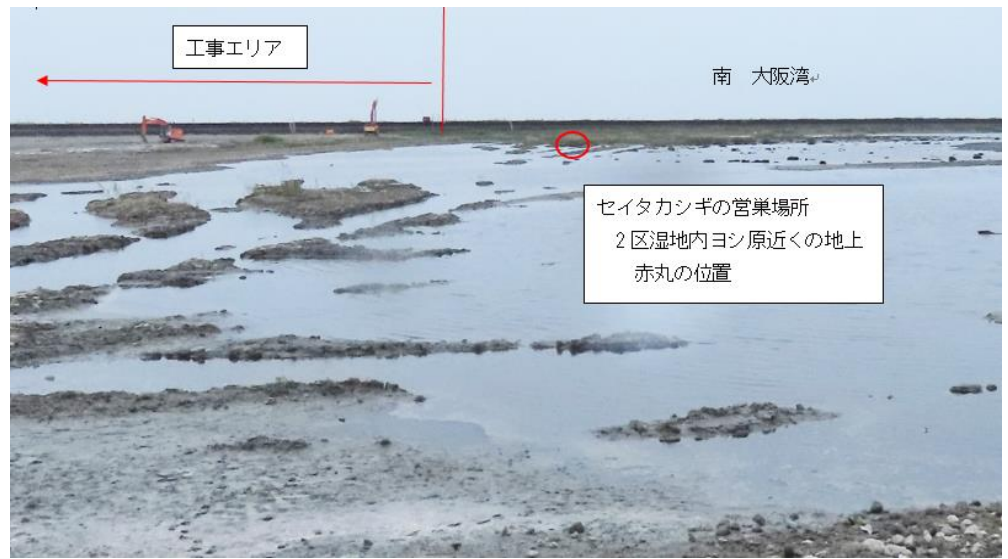 工事エリア
南　大阪湾↵
セイタカシギの営巣場所
２区湿地内ヨシ原近くの地上
赤丸の位置